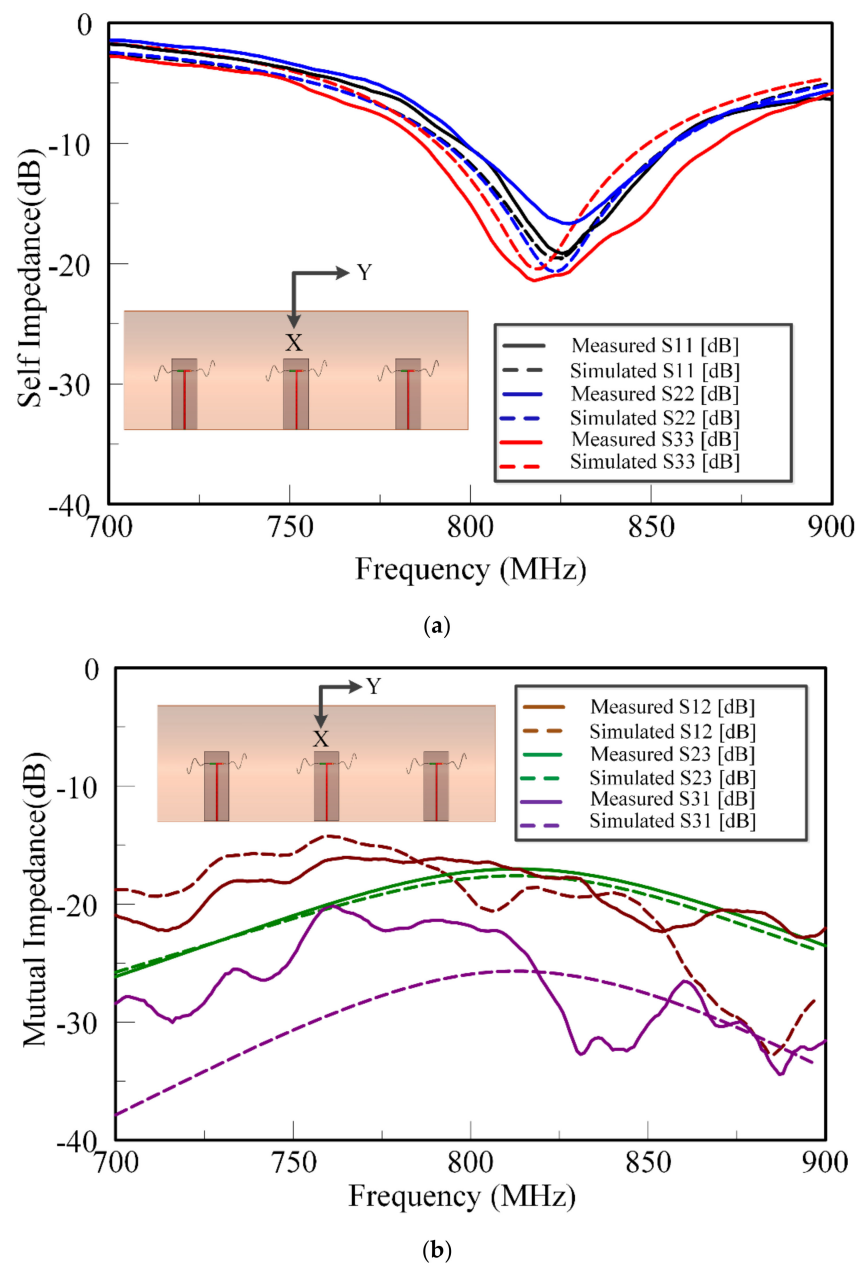 0
-10
-20
-30
-40
Self Impedance(dB)
Y
X
Measured S11 [dB]
Simulated S11 [dB]
Measured S22 [dB]
Simulated S22 [dB]
Measured S33 [dB]
Simulated S33 [dB]
700 750 800 850 900
Frequency (MHz)
(a)
0
-10
-20
-30
-40
Mutual Impedance(dB)
Y
X
Measured S12 [dB]
Simulated S12 [dB]
Measured S23 [dB]
Simulated S23 [dB]
Measured S31 [dB]
Simulated S31 [dB]
700 750 800 850 900
Frequency (MHz)
(b)